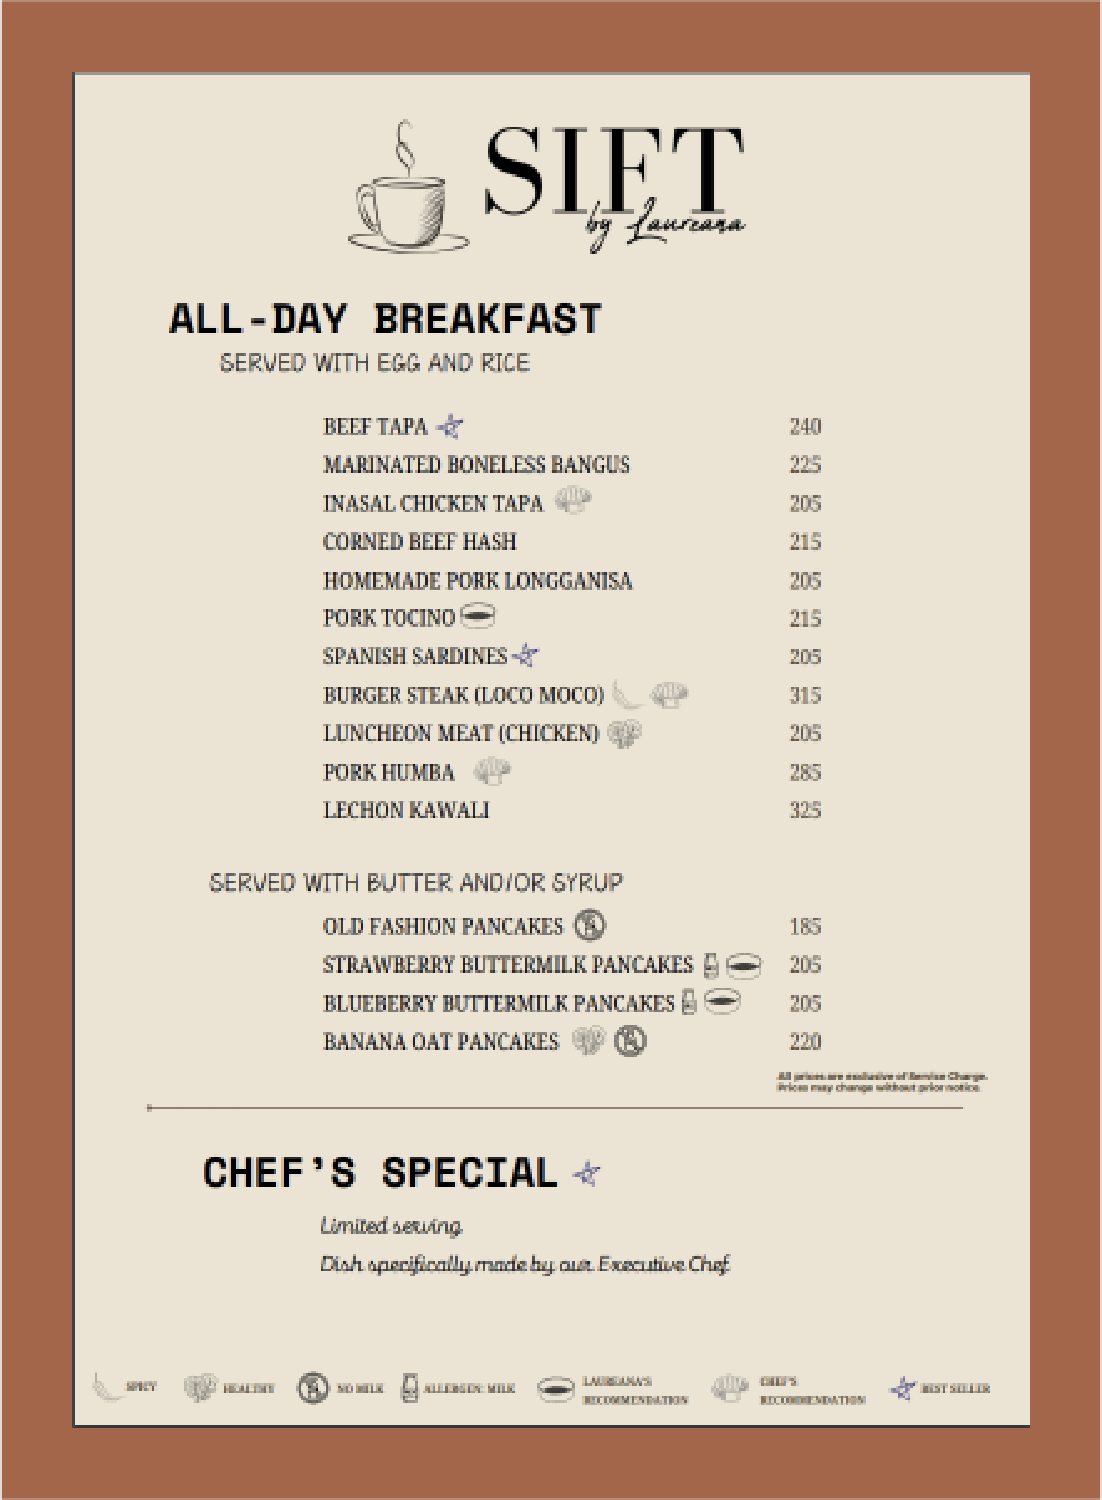 SIFT
by Laureana
ALL-DAY BREAKFAST
SERVED WITH EGG AND RICE
BEEF TAPA 240
MARINATED BONELESS BANGUS 225
INASAL CHICKEN TAPA 205
CORNED BEEF HASH 215
HOMEMADE PORK LONGGANISA 205
PORK TOCINO 215
SPANISH SARDINES 205
BURGER STEAK (LOCO MOCO) 315
LUNCHEON MEAT (CHICKEN) 205
PORK HUMBA 285
LECHON KAWALI 325
SERVED WITH BUTTER AND/OR SYRUP
OLD FASHION PANCAKES 185
STRAWBERRY BUTTERMILK PANCAKES 205
BLUEBERRY BUTTERMILK PANCAKES 205
BANANA OAT PANCAKES 220
All prices are exclusive of Service Charge.
Prices may change without prior notice.
CHEF'S SPECIAL
Limited serving
Dish specifically made by our Executive Chef
SPICY
HEALTHY
NO MILK
ALLERGEN: MILK
LAUREANA'S
RECOMMENDATION
CHEF'S
RECOMMENDATION
BEST SELLER